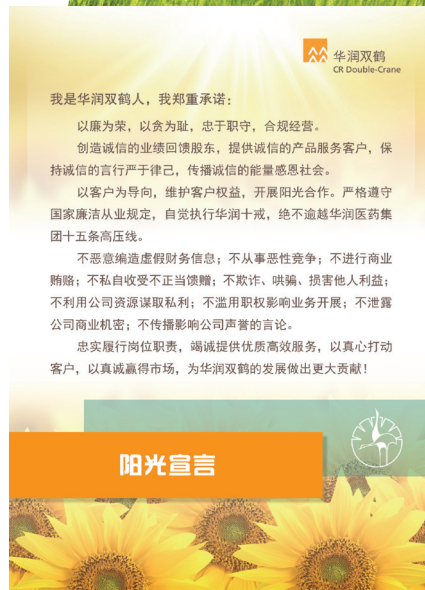 华润双鹤
CR Double-Crane
我是华润双鹤人，我郑重承诺：
以廉为荣，以贪为耻，忠于职守，合规经营。
创造诚信的业绩回馈股东，提供诚信的产品服务客户，保
持诚信的言行严于律己，传播诚信的能量感恩社会。
以客户为导向，维护客户权益，开展阳光合作。严格遵守
国家廉洁从业规定，自觉执行华润十戒，绝不逾越华润医药集
团十五条高压线。
不恶意编造虚假财务信息；不从事恶性竞争；不进行商业
贿赂；不私自收受不正当馈赠；不欺诈、哄骗、损害他人利益；
不利用公司资源谋取私利；不滥用职权影响业务开展；不泄露
公司商业机密；不传播影响公司声誉的言论。
忠实履行岗位职责，竭诚提供优质高效服务，以真心打动
客户，以真诚赢得市场，为华润双鹤的发展做出更大贡献！
阳光宣言